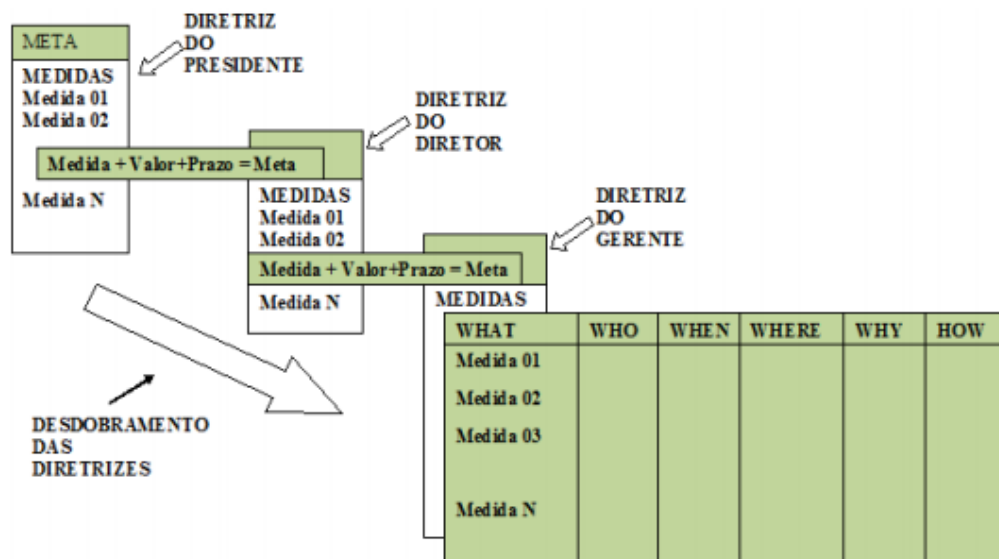 META
MEDIDAS
Medida 01
Medida 02
Medida N
DIRETRIZ
DO
PRESIDENTE
Medida + Valor+Prazo = Meta
DIRETRIZ
DO
DIRETOR
MEDIDAS
Medida 01
Medida 02
Medida + Valor+Prazo = Meta
Medida N
DIRETRIZ
DO
GERENTE
MEDIDAS
WHAT WHO WHEN WHERE WHY HOW
Medida 01
Medida 02
Medida 03
Medida N
DESDOBRAMENTO
DAS
DIRETRIZES